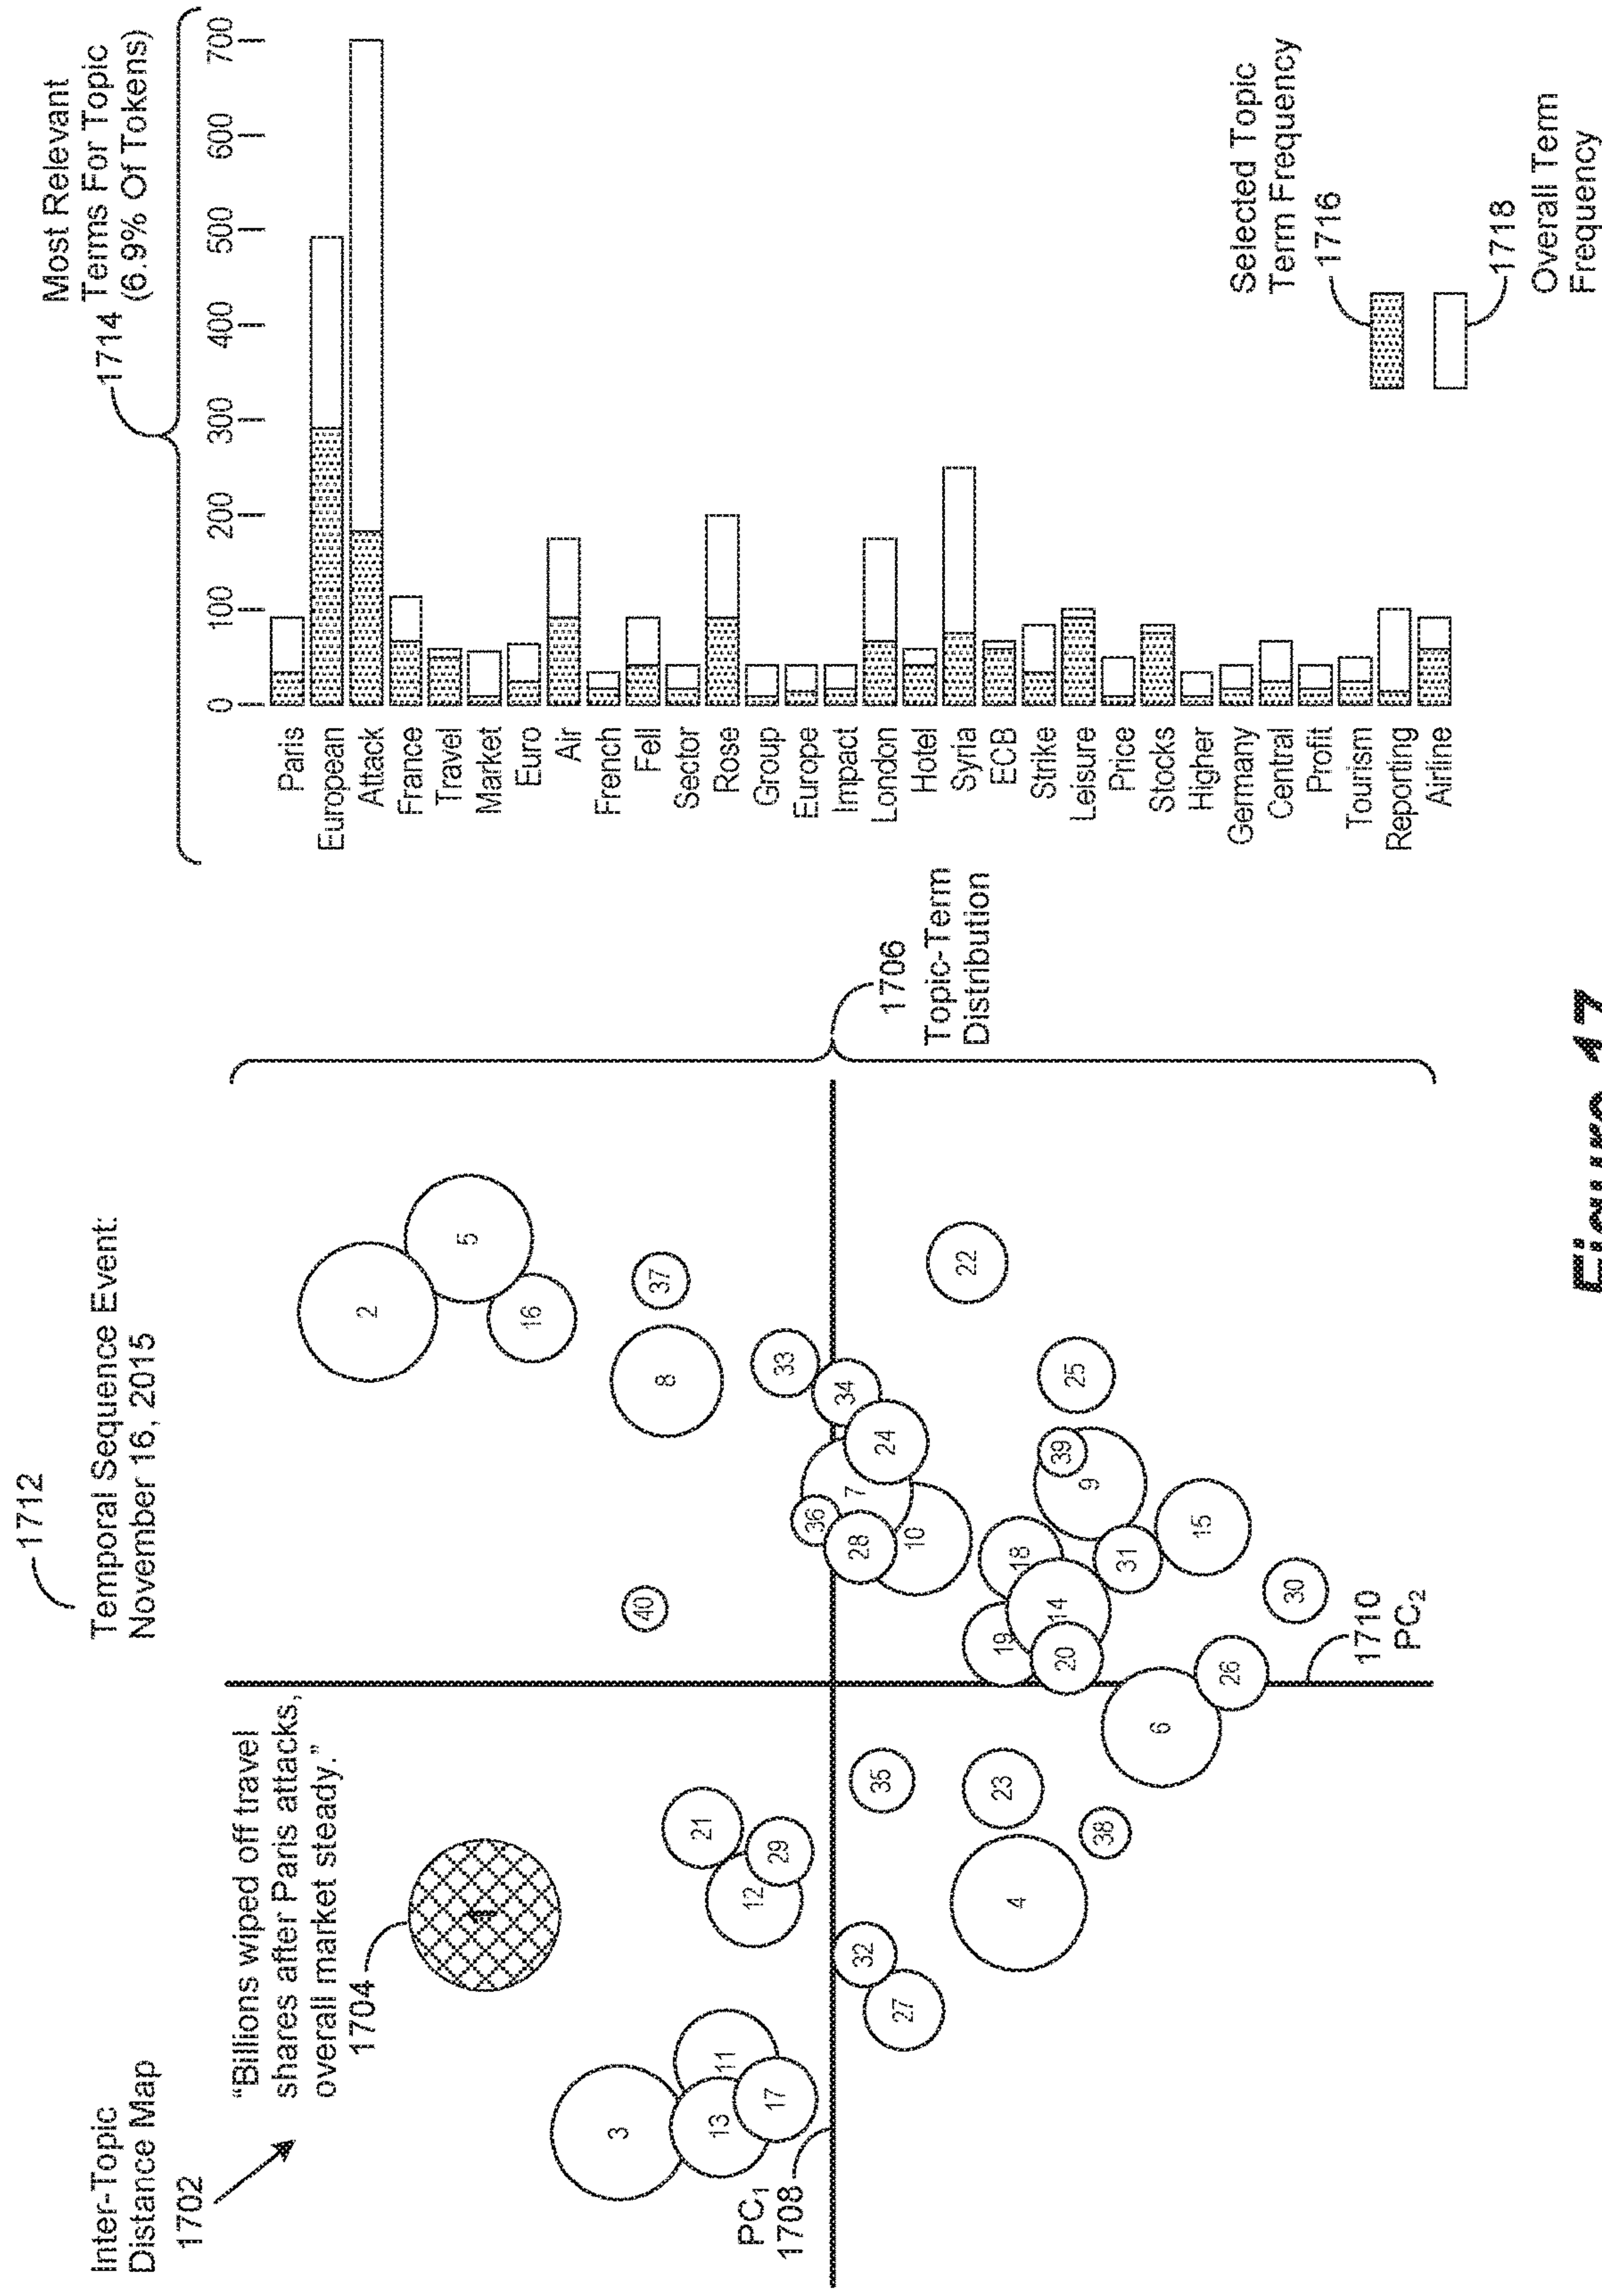 1712
Temporal Sequence Event:
November 16, 2015
Inter-Topic
Distance Map
1702
"Billions wiped off travel
shares after Paris attacks,
overall market steady."
1704
1
2
5
16
3
37
8
40
21
11
13
12
29
17
33
PC1
1708
36
34
7
28
24
35
32
27
10
22
19
18
23
4
39
20
14
25
9
38
31
6
15
26
30
1710
PC2
1706
Topic-Term
Distribution
Most Relevant
1714 Terms For Topic
(6.9% Of Tokens)
0 100 200 300 400 500 600 700
Paris
European
Attack
France
Travel
Market
Euro
Air
French
Fell
Sector
Rose
Group
Europe
Impact
London
Hotel
Syria
ECB
Strike
Leisure
Price
Stocks
Higher
Germany
Central
Profit
Tourism
Reporting
Airline
Selected Topic
Term Frequency
1716
1718
Overall Term
Frequency
Figure 17